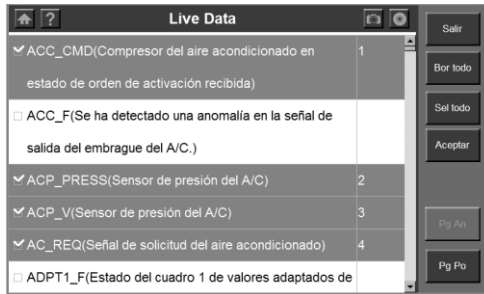 ?
Live Data
Salir
ACC_CMD(Compresor del aire acondicionado en
1
estado de orden de activación recibida)
Bor todo
ACC_F(Se ha detectado una anomalía en la señal de
Sel todo
salida del embrague del A/C.)
Aceptar
ACP_PRESS(Sensor de presión del A/C)
2
ACP_V(Sensor de presión del A/C)
3
Pg An
AC_REQ(Señal de solicitud del aire acondicionado)
4
ADPT1_F(Estado del cuadro 1 de valores adaptados de
Pg Po